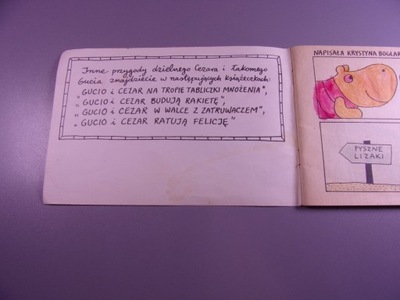 Inne przygody dzielnego Cezara i łakomego
Gucia znajdziecie w następujących książeczkach:
„GUCIO i CEZAR NA TROPIE TABLICZKI MNOŻENIA",
„GUCIO i CEZAR BUDUJĄ RAKIETĘ",
„GUCIO i CEZAR W WALCE Z ZATRUWACZEM",
„GUCIO i CEZAR RATUJĄ FELICJĘ"
NAPISAŁA KRYSTYNA BOGLAR
PYSZNE
LIZAKI